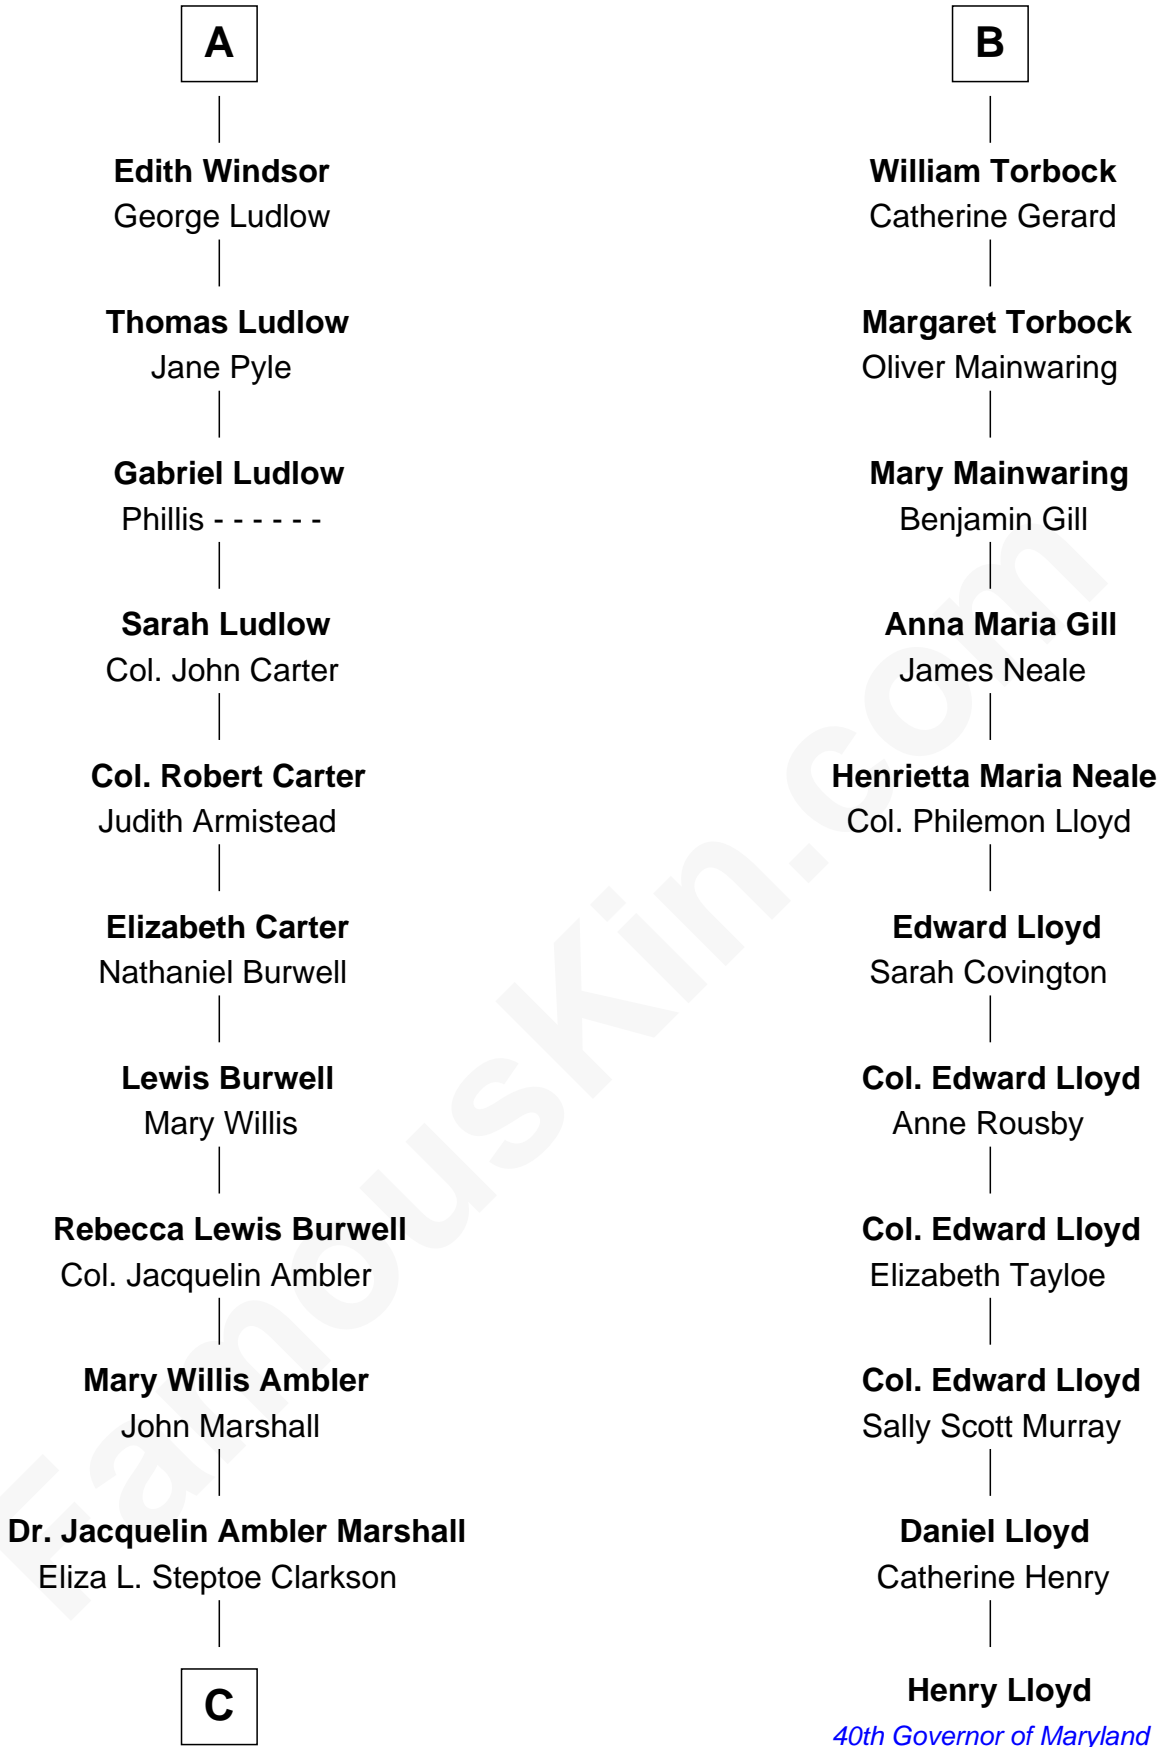 A
Edith Windsor
George Ludlow
Thomas Ludlow
Jane Pyle
Gabriel Ludlow
Phillis - - - - - -
Sarah Ludlow
Col. John Carter
Col. Robert Carter
Judith Armistead
Elizabeth Carter
Nathaniel Burwell
Lewis Burwell
Mary Willis
Rebecca Lewis Burwell
Col. Jacquelin Ambler
Mary Willis Ambler
John Marshall
Dr. Jacquelin Ambler Marshall
Eliza L. Steptoe Clarkson
C
B
William Torbock
Catherine Gerard
Margaret Torbock
Oliver Mainwaring
Mary Mainwaring
Benjamin Gill
Anna Maria Gill
James Neale
Henrietta Maria Neale
Col. Philemon Lloyd
Edward Lloyd
Sarah Covington
Col. Edward Lloyd
Anne Rousby
Col. Edward Lloyd
Elizabeth Tayloe
Col. Edward Lloyd
Sally Scott Murray
Daniel Lloyd
Catherine Henry
Henry Lloyd
40th Governor of Maryland
FamousKin.com